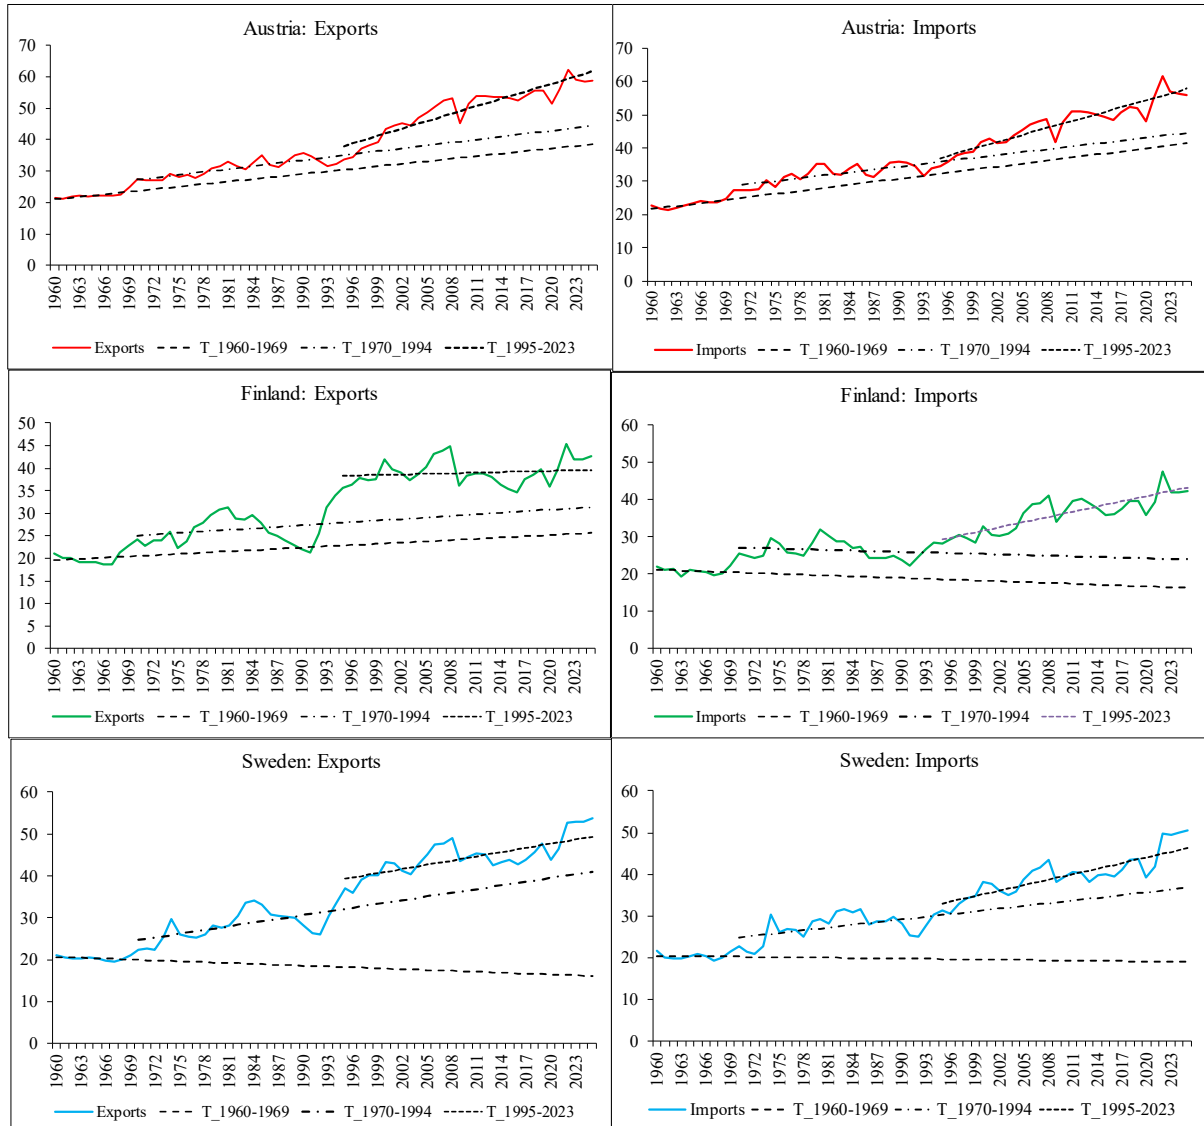 Austria: Exports
70
60
50
40
30
20
10
0
1960 1963 1966 1969 1972 1975 1978 1981 1984 1987 1990 1993 1996 1999 2002 2005 2008 2011 2014 2017 2020 2023
Exports T_1960-1969 T_1970_1994 T_1995-2023
Austria: Imports
70
60
50
40
30
20
10
0
1960 1963 1966 1969 1972 1975 1978 1981 1984 1987 1990 1993 1996 1999 2002 2005 2008 2011 2014 2017 2020 2023
Imports T_1960-1969 T_1970-1994 T_1995-2023
Finland: Exports
50
45
40
35
30
25
20
15
10
5
0
1960 1963 1966 1969 1972 1975 1978 1981 1984 1987 1990 1993 1996 1999 2002 2005 2008 2011 2014 2017 2020 2023
Exports T_1960-1969 T_1970-1994 T_1995-2023
Finland: Imports
60
50
40
30
20
10
0
1960 1963 1966 1969 1972 1975 1978 1981 1984 1987 1990 1993 1996 1999 2002 2005 2008 2011 2014 2017 2020 2023
Imports T_1960-1969 T_1970-1994 T_1995-2023
Sweden: Exports
60
50
40
30
20
10
0
1960 1963 1966 1969 1972 1975 1978 1981 1984 1987 1990 1993 1996 1999 2002 2005 2008 2011 2014 2017 2020 2023
Exports T_1960-1969 T_1970-1994 T_1995-2023
Sweden: Imports
60
50
40
30
20
10
0
1960 1963 1966 1969 1972 1975 1978 1981 1984 1987 1990 1993 1996 1999 2002 2005 2008 2011 2014 2017 2020 2023
Imports T_1960-1969 T_1970-1994 T_1995-2023